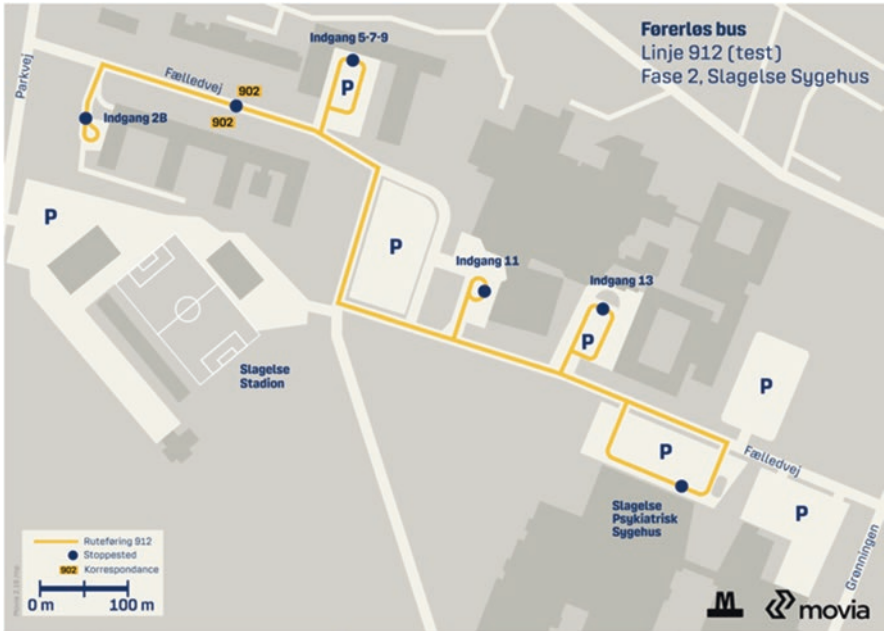 Førerløs bus
Linje 912 (test)
Fase 2, Slagelse Sygehus
Indgang 5-7-9
P
Parkvej
Fælledvej
902
902
Indgang 2B
P
P
Indgang 11
Indgang 13
P
Slagelse
Stadion
P
P
Fælledvej
Slagelse
Psykiatrisk
Sygehus
P
Grønningen
Ruteføring 912
Stoppested
902 Korrespondance
0 m 100 m
M
movia